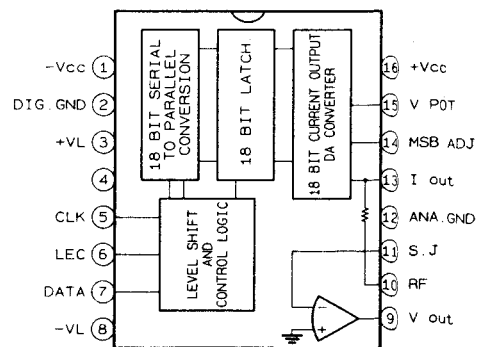 -Vcc 1
DIG.GND 2
+VL 3
4
CLK 5
LEC 6
DATA 7
-VL 8
18 BIT SERIAL
TO PARALLEL
CONVERSION
18 BIT LATCH.
18 BIT CURRENT OUTPUT
DA CONVERTER
LEVEL SHIFT
AND
CONTROL LOGIC
-
+
16 +Vcc
15 V POT
14 MSB ADJ
13 I out
12 ANA.GND
11 S.J
10 RF
9 V out